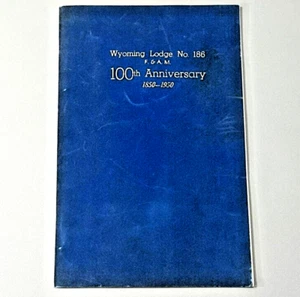 Wyoming Lodge No. 186
F. & A. M.
100th Anniversary
1850–1950